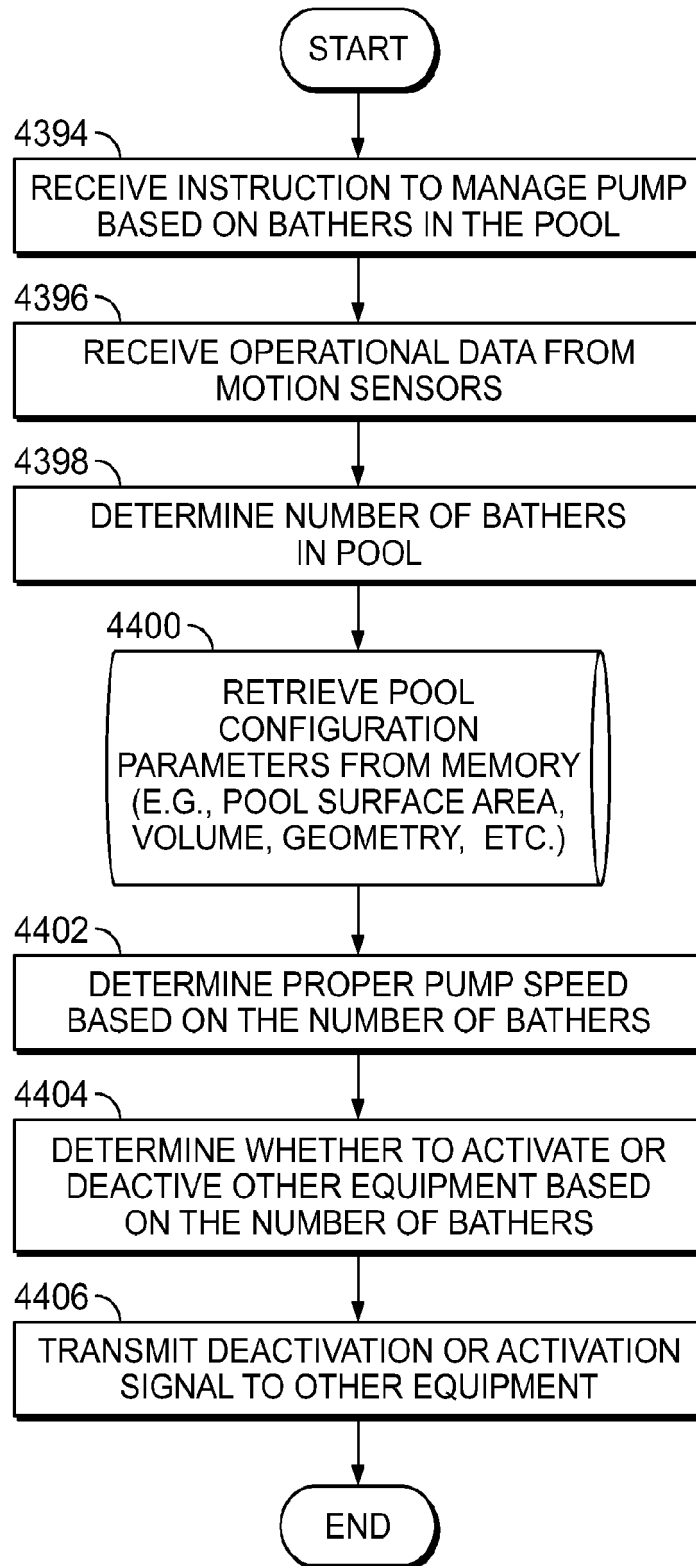 START
4394
RECEIVE INSTRUCTION TO MANAGE PUMP
BASED ON BATHERS IN THE POOL
4396
RECEIVE OPERATIONAL DATA FROM
MOTION SENSORS
4398
DETERMINE NUMBER OF BATHERS
IN POOL
4400
RETRIEVE POOL
CONFIGURATION
PARAMETERS FROM MEMORY
(E.G., POOL SURFACE AREA,
VOLUME, GEOMETRY, ETC.)
4402
DETERMINE PROPER PUMP SPEED
BASED ON THE NUMBER OF BATHERS
4404
DETERMINE WHETHER TO ACTIVATE OR
DEACTIVE OTHER EQUIPMENT BASED
ON THE NUMBER OF BATHERS
4406
TRANSMIT DEACTIVATION OR ACTIVATION
SIGNAL TO OTHER EQUIPMENT
END